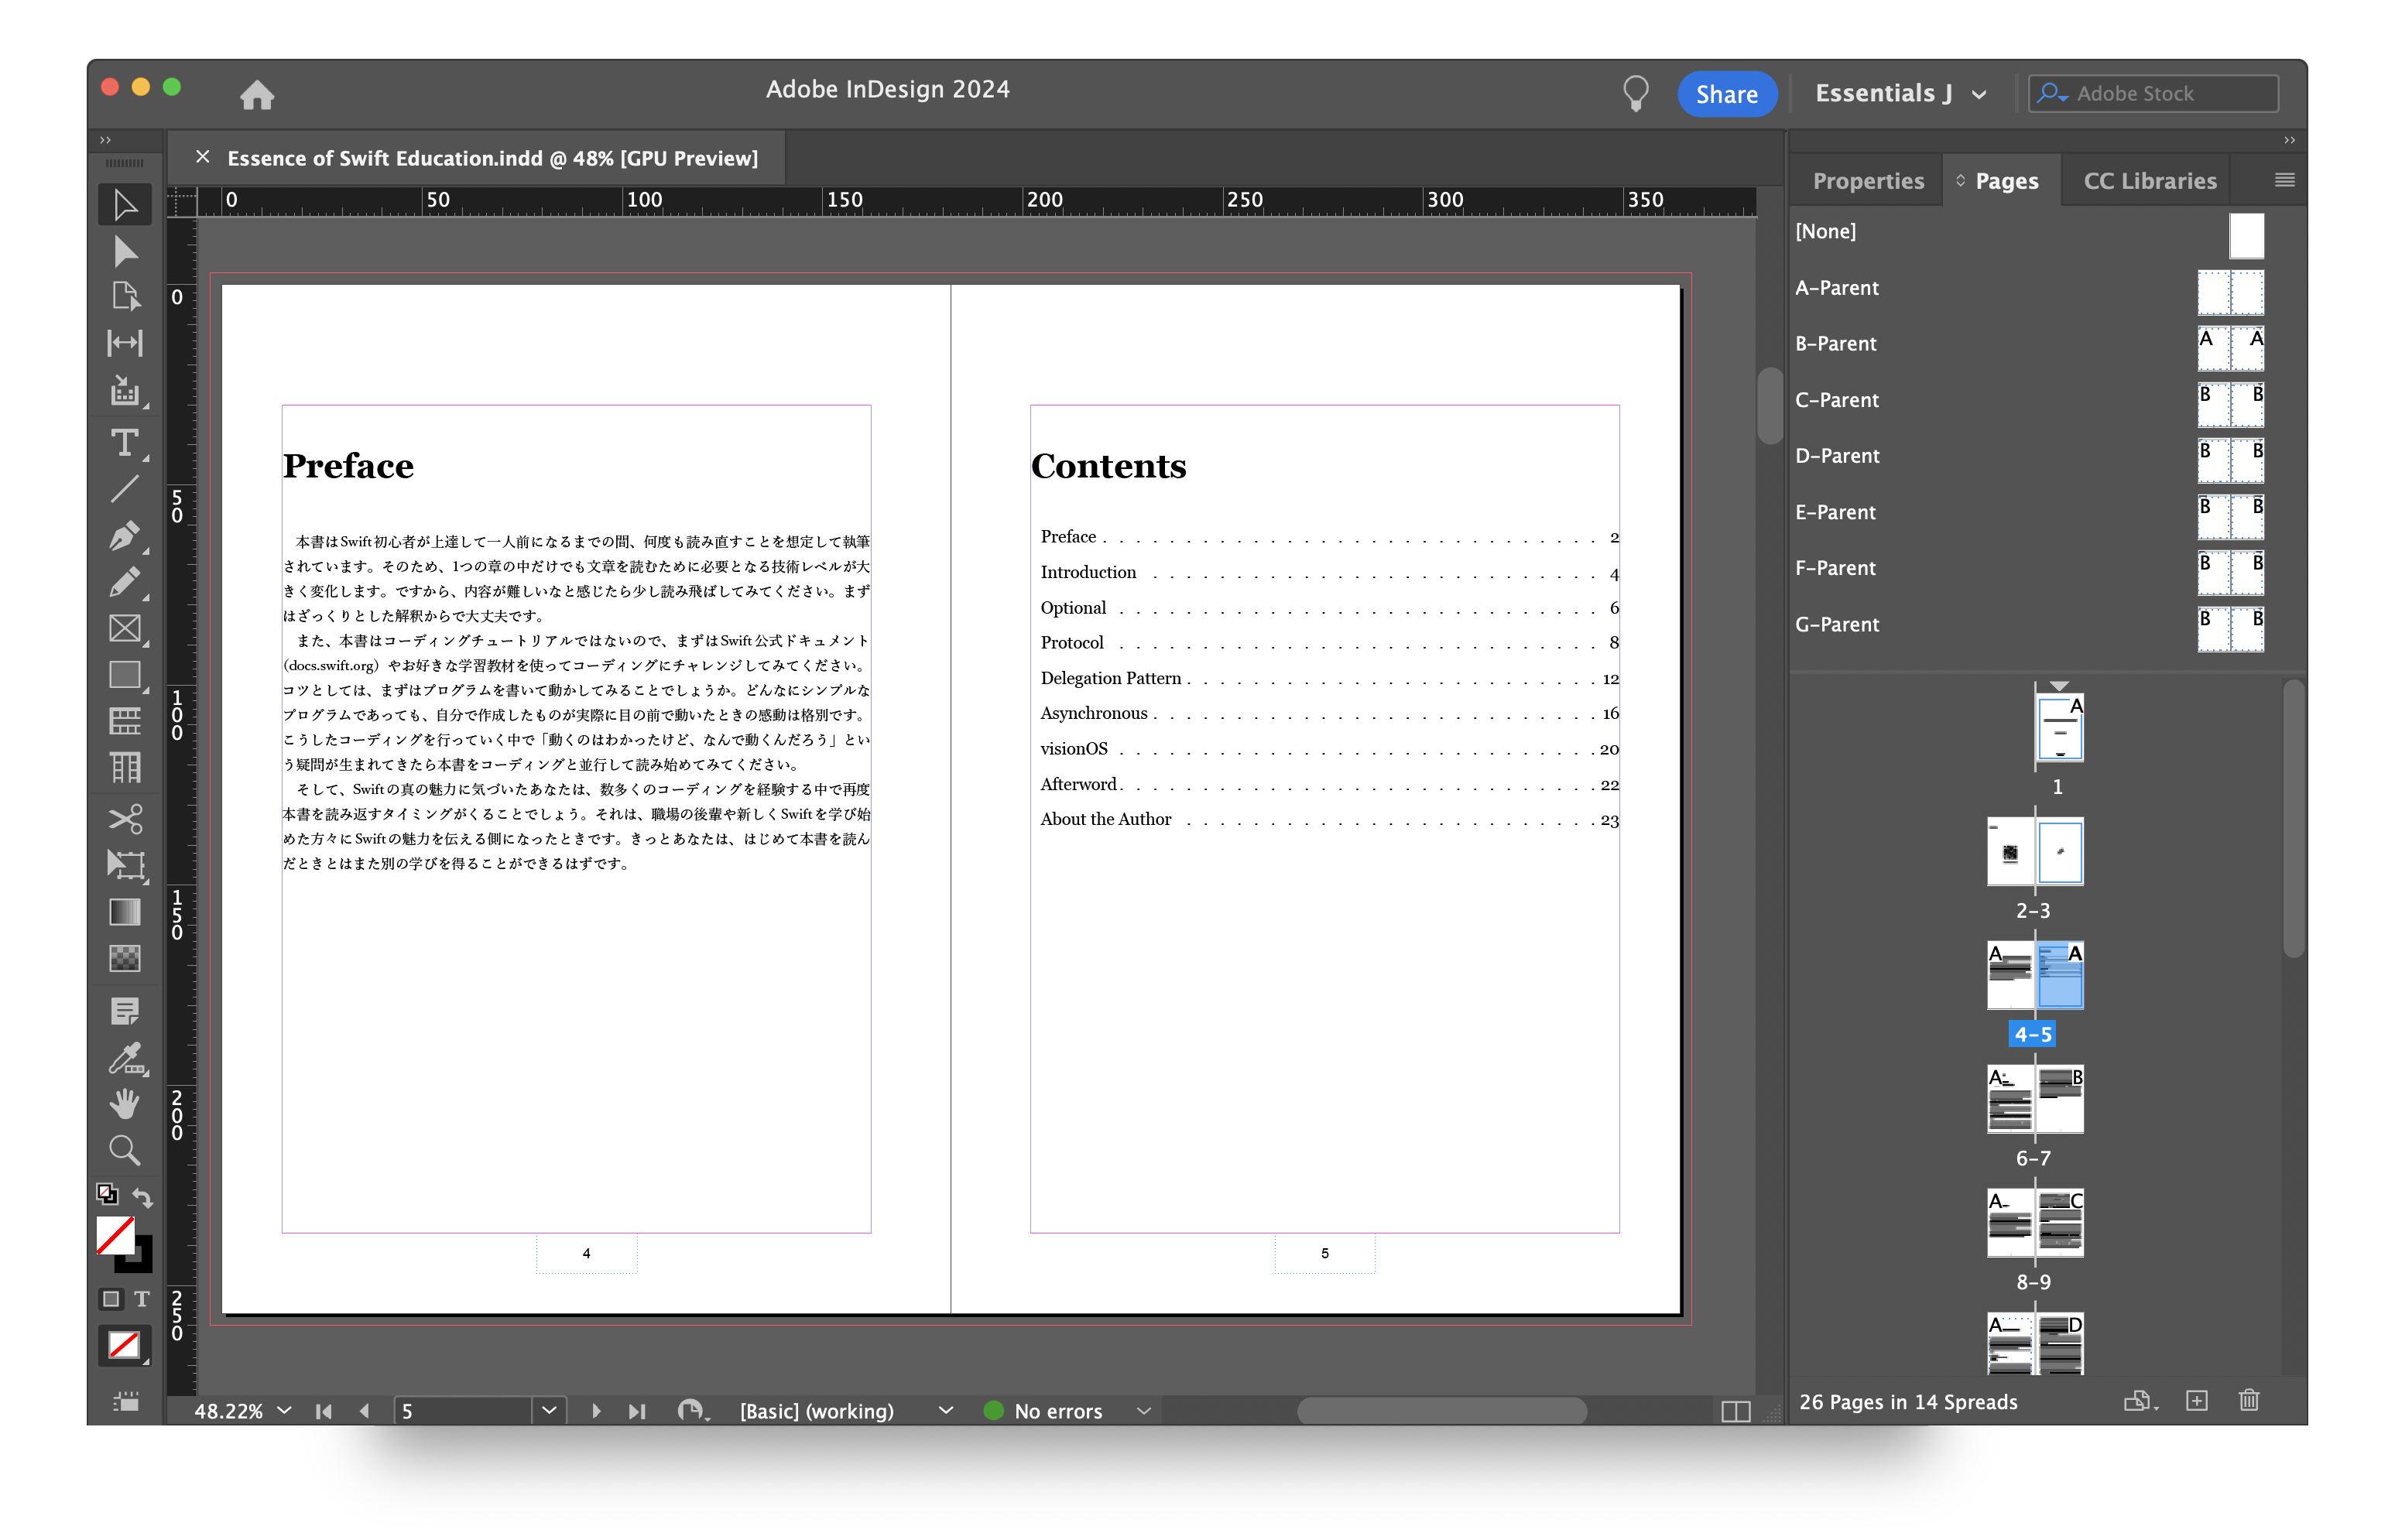 Adobe InDesign 2024
Share
Essentials J
Adobe Stock
Essence of Swift Education.indd @ 48% [GPU Preview]
Properties
Pages
CC Libraries
0 50 100 150 200 250 300 350
0
50
100
150
200
250
Preface
本書はSwift初心者が上達して一人前になるまでの間、何度も読み直すことを想定して執筆
されています。そのため、1つの章の中だけでも文章を読むために必要となる技術レベルが大
きく変化します。ですから、内容が難しいなと感じたら少し読み飛ばしてみてください。まず
はざっくりとした解釈からで大丈夫です。
また、本書はコーディングチュートリアルではないので、まずはSwift公式ドキュメント
(docs.swift.org) やお好きな学習教材を使ってコーディングにチャレンジしてみてください。
コツとしては、まずはプログラムを書いて動かしてみることでしょうか。どんなにシンプルな
プログラムであっても、自分で作成したものが実際に目の前で動いたときの感動は格別です。
こうしたコーディングを行っていく中で「動くのはわかったけど、なんで動くんだろう」とい
う疑問が生まれてきたら本書をコーディングと並行して読み始めてみてください。
そして、Swiftの真の魅力に気づいたあなたは、数多くのコーディングを経験する中で再度
本書を読み返すタイミングがくることでしょう。それは、職場の後輩や新しくSwiftを学び始
めた方々にSwiftの魅力を伝える側になったときです。きっとあなたは、はじめて本書を読ん
だときとはまた別の学びを得ることができるはずです。
4
Contents
Preface . . . . . . . . . . . . . . . . . . . . . . . . . . . . . . 2
Introduction . . . . . . . . . . . . . . . . . . . . . . . . . . . 4
Optional . . . . . . . . . . . . . . . . . . . . . . . . . . . . . 6
Protocol . . . . . . . . . . . . . . . . . . . . . . . . . . . . . 8
Delegation Pattern . . . . . . . . . . . . . . . . . . . . . . . . . 12
Asynchronous . . . . . . . . . . . . . . . . . . . . . . . . . . . 16
visionOS . . . . . . . . . . . . . . . . . . . . . . . . . . . . . 20
Afterword . . . . . . . . . . . . . . . . . . . . . . . . . . . . . 22
About the Author . . . . . . . . . . . . . . . . . . . . . . . . . 23
5
[None]
A-Parent
B-Parent
A A
C-Parent
B B
D-Parent
B B
E-Parent
B B
F-Parent
B B
G-Parent
B B
A
1
2-3
A A
4-5
A B
6-7
A C
8-9
A D
48.22%
5
[Basic] (working)
No errors
26 Pages in 14 Spreads